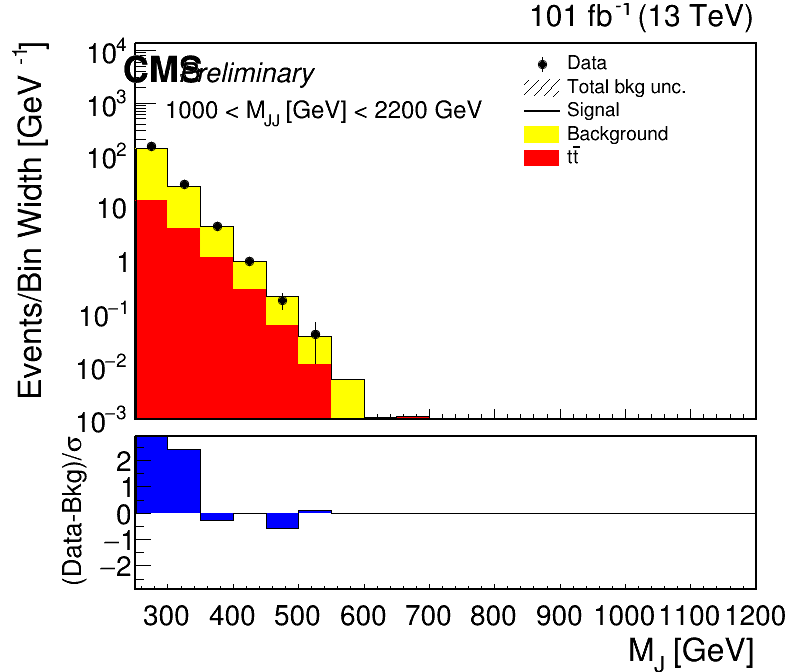 101 fb⁻¹ (13 TeV)
CMS Preliminary
1000 < M_JJ [GeV] < 2200 GeV
Data
Total bkg unc.
Signal
Background
tt̄
Events/Bin Width [GeV⁻¹]
10⁴
10³
10²
10
1
10⁻¹
10⁻²
10⁻³
(Data-Bkg)/σ
2
1
0
−1
−2
300 400 500 600 700 800 900 1000 1100 1200
M_J [GeV]